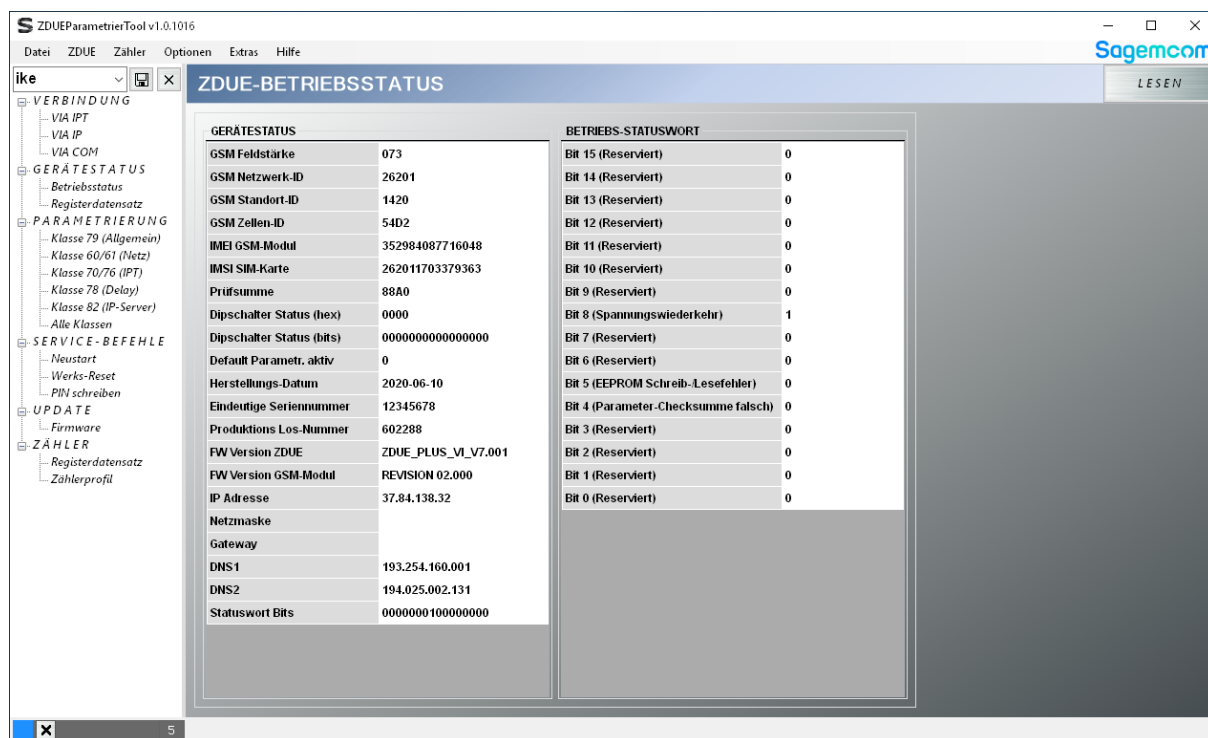 ZDUEParametrierTool v1.0.1016
Datei ZDUE Zähler Optionen Extras Hilfe
Sagemcom
ike
ZDUE-BETRIEBSSTATUS
LESEN
VERBINDUNG
VIA IPT
VIA IP
VIA COM
GERÄTESTATUS
Betriebsstatus
Registerdatensatz
PARAMETRIERUNG
Klasse 79 (Allgemein)
Klasse 60/61 (Netz)
Klasse 70/76 (IPT)
Klasse 78 (Delay)
Klasse 82 (IP-Server)
Alle Klassen
SERVICE-BEFEHLE
Neustart
Werks-Reset
PIN schreiben
UPDATE
Firmware
ZÄHLER
Registerdatensatz
Zählerprofil
GERÄTESTATUS
GSM Feldstärke 073
GSM Netzwerk-ID 26201
GSM Standort-ID 1420
GSM Zellen-ID 54D2
IMEI GSM-Modul 352984087716048
IMSI SIM-Karte 262011703379363
Prüfsumme 88A0
Dipschalter Status (hex) 0000
Dipschalter Status (bits) 0000000000000000
Default Parametr. aktiv 0
Herstellungs-Datum 2020-06-10
Eindeutige Seriennummer 12345678
Produktions Los-Nummer 602288
FW Version ZDUE ZDUE_PLUS_VI_V7.001
FW Version GSM-Modul REVISION 02.000
IP Adresse 37.84.138.32
Netzmaske
Gateway
DNS1 193.254.160.001
DNS2 194.025.002.131
Statuswort Bits 0000000100000000
BETRIEBS-STATUSWORT
Bit 15 (Reserviert) 0
Bit 14 (Reserviert) 0
Bit 13 (Reserviert) 0
Bit 12 (Reserviert) 0
Bit 11 (Reserviert) 0
Bit 10 (Reserviert) 0
Bit 9 (Reserviert) 0
Bit 8 (Spannungswiederkehr) 1
Bit 7 (Reserviert) 0
Bit 6 (Reserviert) 0
Bit 5 (EEPROM Schreib-/Lesefehler) 0
Bit 4 (Parameter-Checksumme falsch) 0
Bit 3 (Reserviert) 0
Bit 2 (Reserviert) 0
Bit 1 (Reserviert) 0
Bit 0 (Reserviert) 0
5